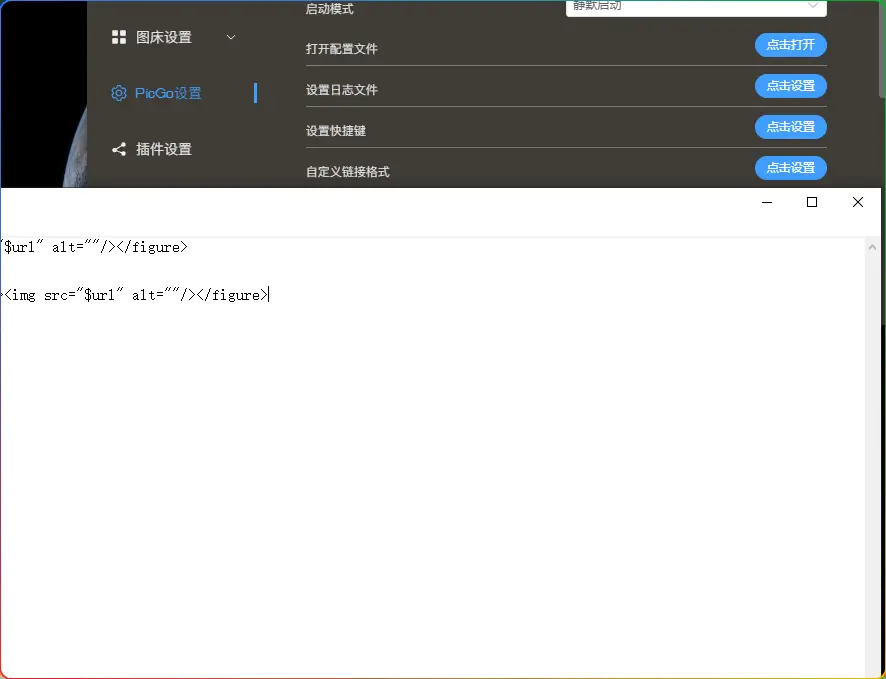 启动模式
静默启动
图床设置
打开配置文件
点击打开
设置日志文件
点击设置
PicGo设置
设置快捷键
点击设置
插件设置
自定义链接格式
点击设置
"$url" alt=""/></figure>
><img src="$url" alt=""/></figure>